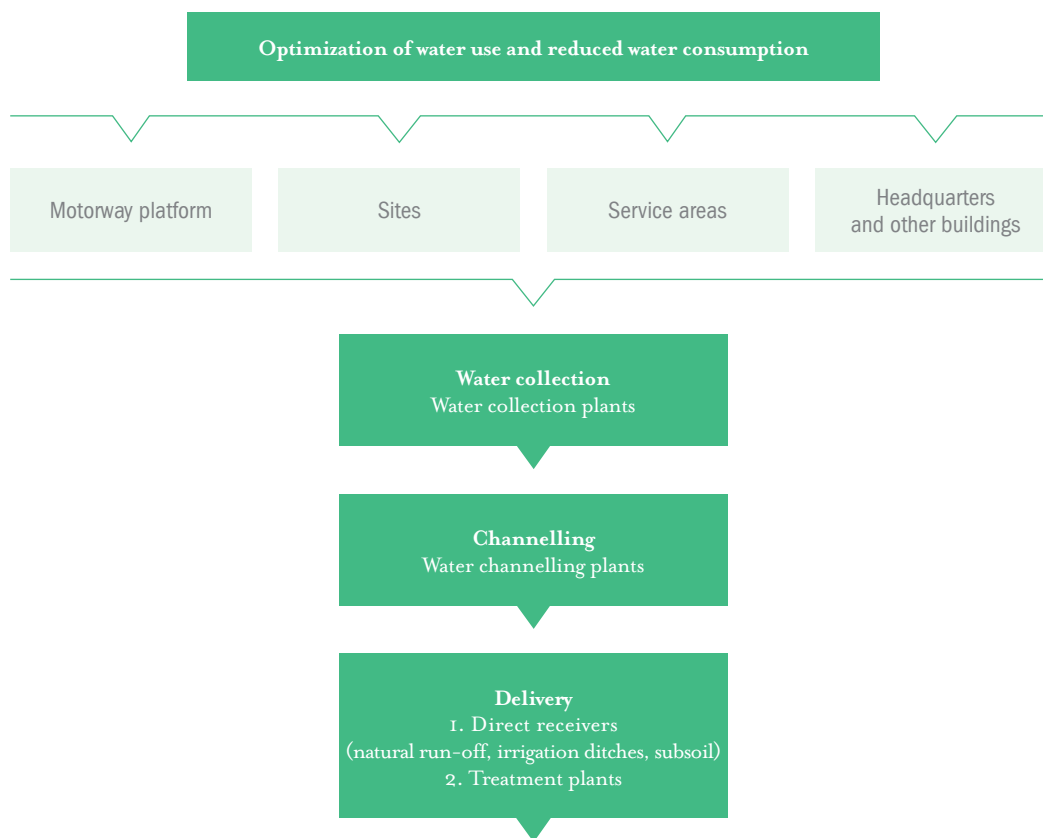 Optimization of water use and reduced water consumption
Motorway platform
Sites
Service areas
Headquarters
and other buildings
Water collection
Water collection plants
Channelling
Water channelling plants
Delivery
1. Direct receivers
(natural run-off, irrigation ditches, subsoil)
2. Treatment plants